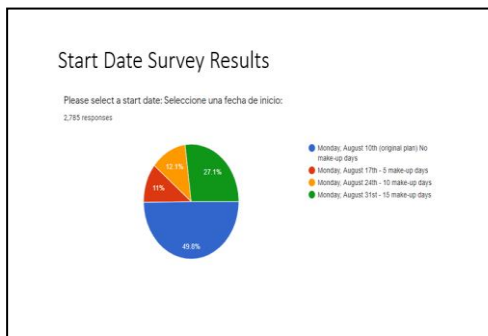 Start Date Survey Results
Please select a start date: Seleccione una fecha de inicio:
2,785 responses
Monday, August 10th (original plan) No
make-up days
Monday, August 17th - 5 make-up days
Monday, August 24th - 10 make-up days
Monday, August 31st - 15 make-up days
12.1%
27.1%
11%
49.8%